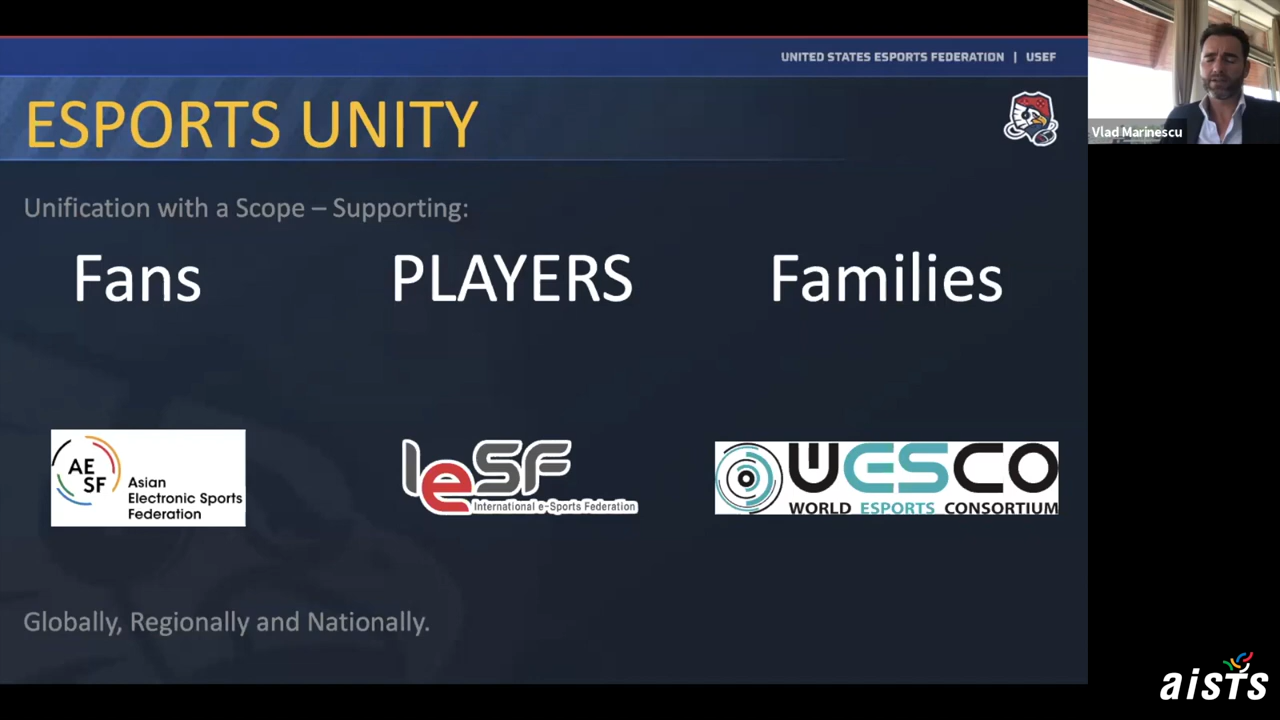 UNITED STATES ESPORTS FEDERATION | USEF
ESPORTS UNITY
Vlad Marinescu
Unification with a Scope – Supporting:
Fans PLAYERS Families
AE
SF
Asian
Electronic Sports
Federation
IeSF
International e-Sports Federation
WESCO
WORLD ESPORTS CONSORTIUM
Globally, Regionally and Nationally.
aisTs